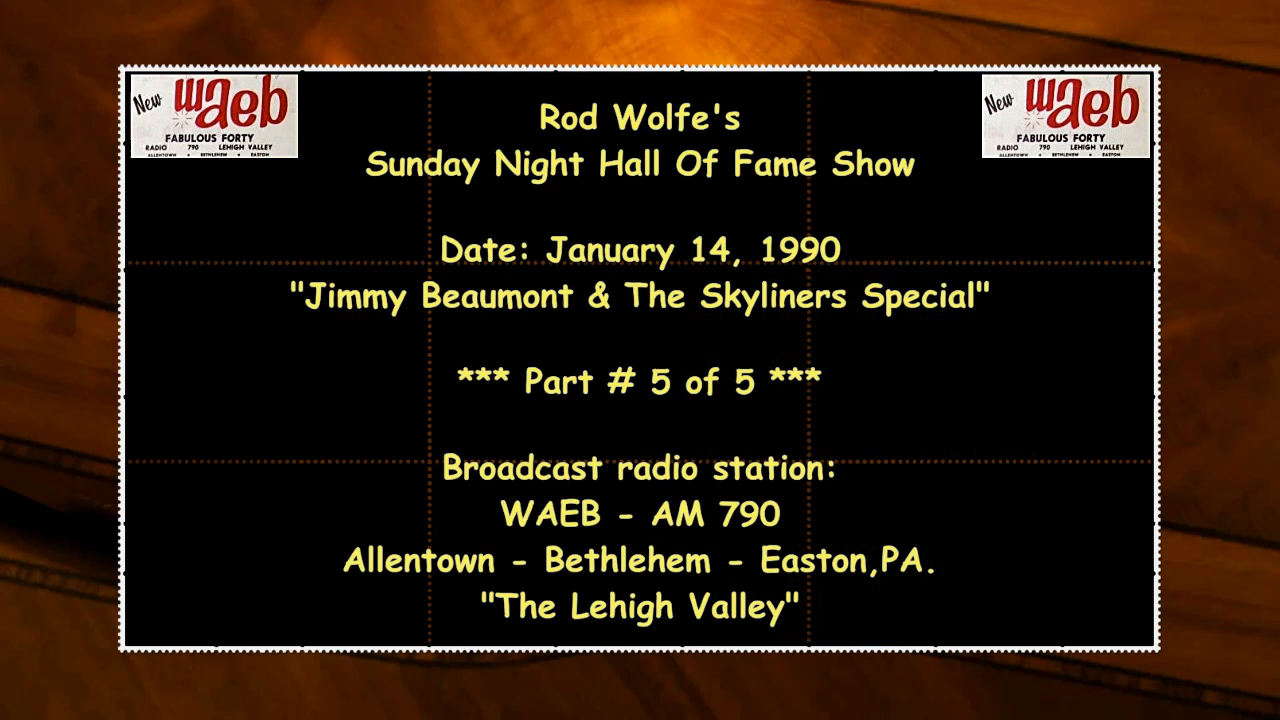 New waeb
FABULOUS FORTY
RADIO 790 LEHIGH VALLEY
ALLENTOWN • BETHLEHEM • EASTON
New waeb
FABULOUS FORTY
RADIO 790 LEHIGH VALLEY
ALLENTOWN • BETHLEHEM • EASTON
Rod Wolfe's
Sunday Night Hall Of Fame Show
Date: January 14, 1990
"Jimmy Beaumont & The Skyliners Special"
*** Part # 5 of 5 ***
Broadcast radio station:
WAEB - AM 790
Allentown - Bethlehem - Easton,PA.
"The Lehigh Valley"